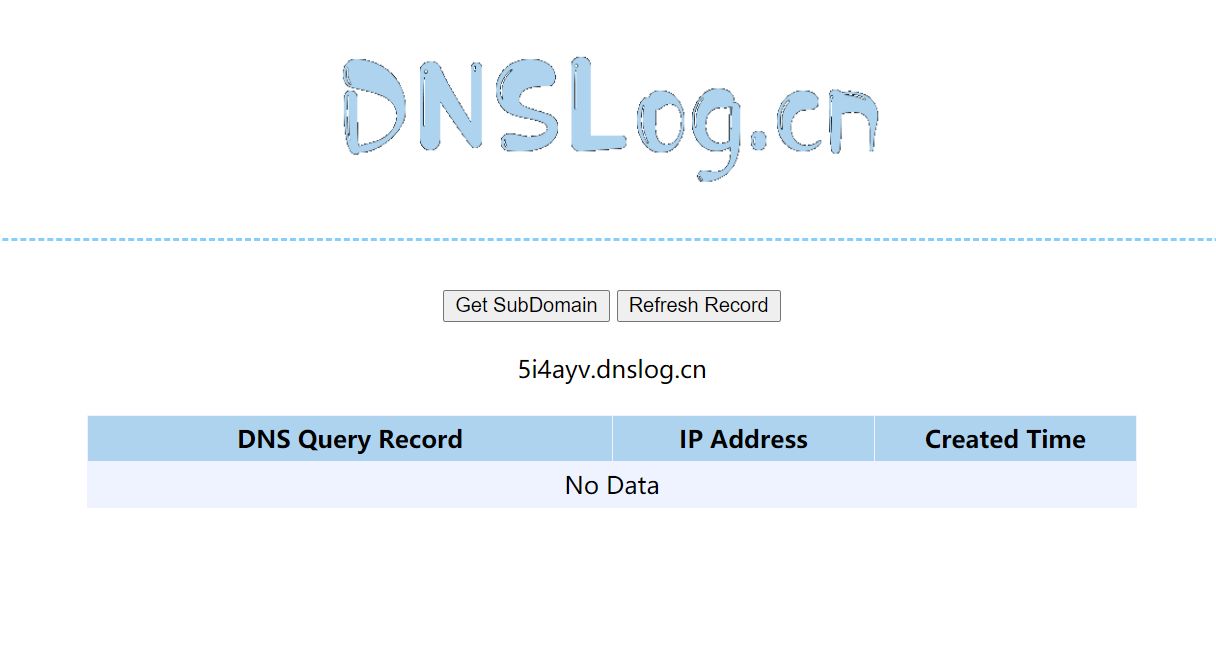 DNSLog.cn
Get SubDomain Refresh Record
5i4ayv.dnslog.cn
DNS Query Record IP Address Created Time
No Data